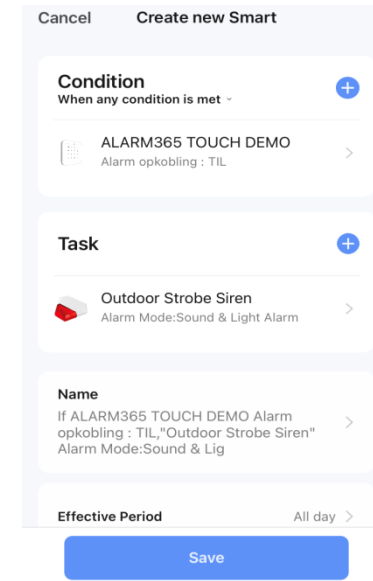 Cancel Create new Smart
Condition
When any condition is met
ALARM365 TOUCH DEMO
Alarm opkobling : TIL
Task
Outdoor Strobe Siren
Alarm Mode:Sound & Light Alarm
Name
If ALARM365 TOUCH DEMO Alarm
opkobling : TIL,"Outdoor Strobe Siren"
Alarm Mode:Sound & Lig
Effective Period All day
Save